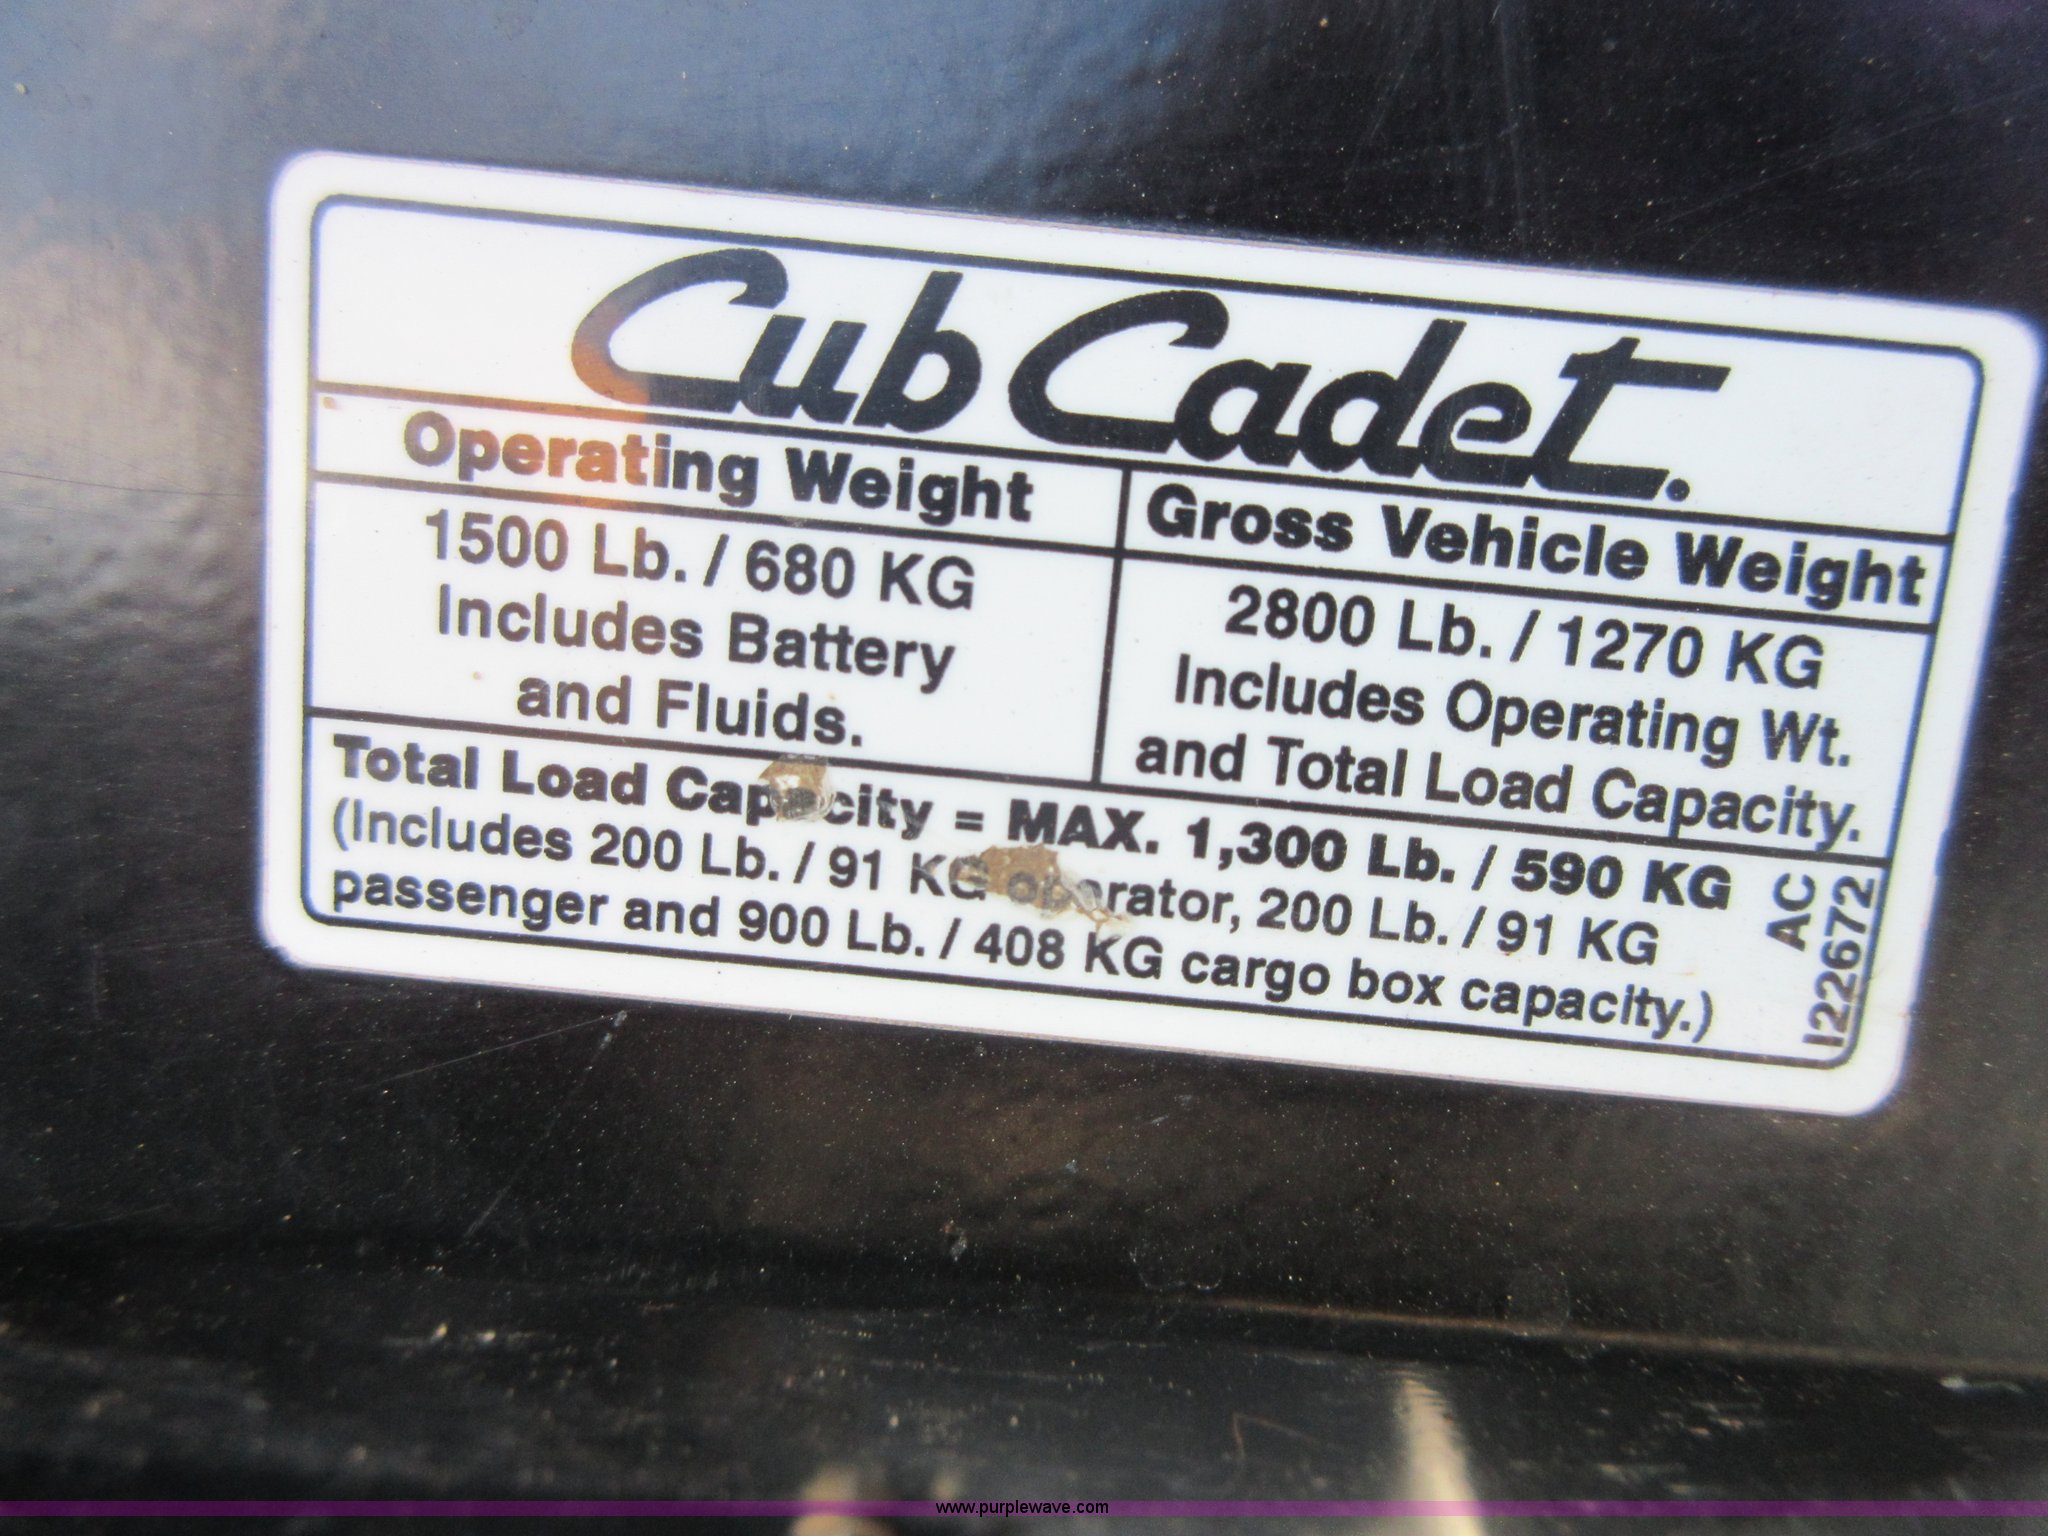 Cub Cadet.
Operating Weight
1500 Lb. / 680 KG
Includes Battery
and Fluids.
Gross Vehicle Weight
2800 Lb. / 1270 KG
Includes Operating Wt.
and Total Load Capacity.
Total Load Capacity = MAX. 1,300 Lb. / 590 KG
(Includes 200 Lb. / 91 KG operator, 200 Lb. / 91 KG
passenger and 900 Lb. / 408 KG cargo box capacity.)
AC
I22672
www.purplewave.com